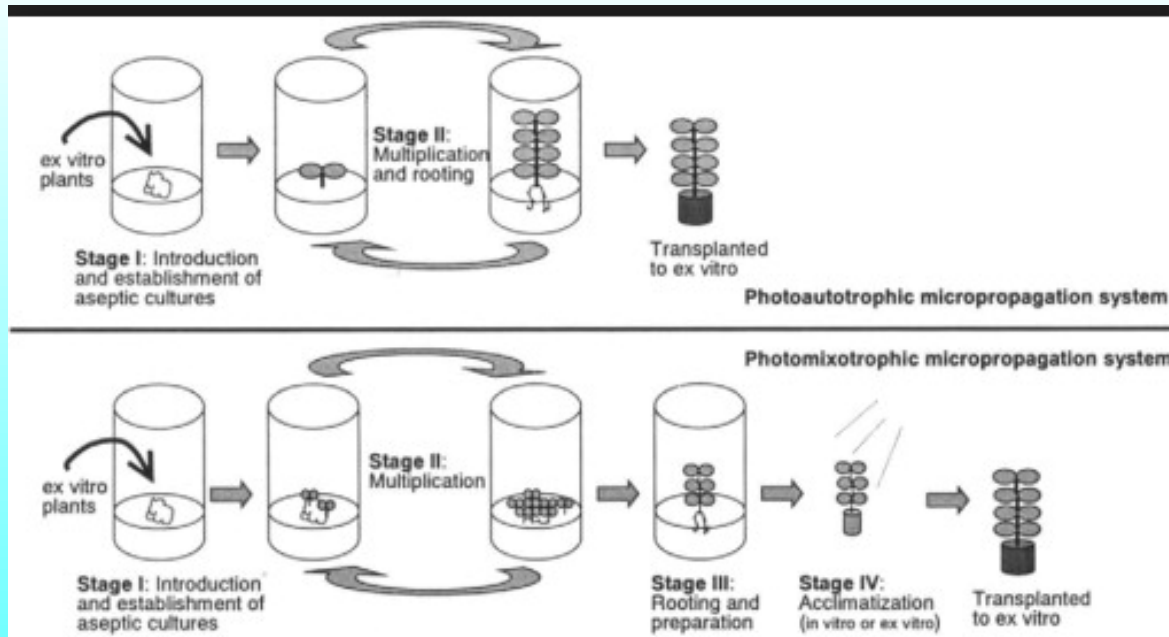 ex vitro
plants
Stage I: Introduction
and establishment of
aseptic cultures
Stage II:
Multiplication
and rooting
Transplanted
to ex vitro
Photoautotrophic micropropagation system
Photomixotrophic micropropagation system
ex vitro
plants
Stage I: Introduction
and establishment of
aseptic cultures
Stage II:
Multiplication
Stage III:
Rooting and
preparation
Stage IV:
Acclimatization
(in vitro or ex vitro)
Transplanted
to ex vitro